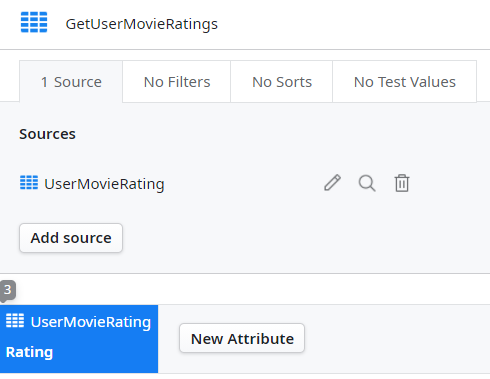 GetUserMovieRatings
1 Source
No Filters
No Sorts
No Test Values
Sources
UserMovieRating
Add source
3
UserMovieRating
Rating
New Attribute